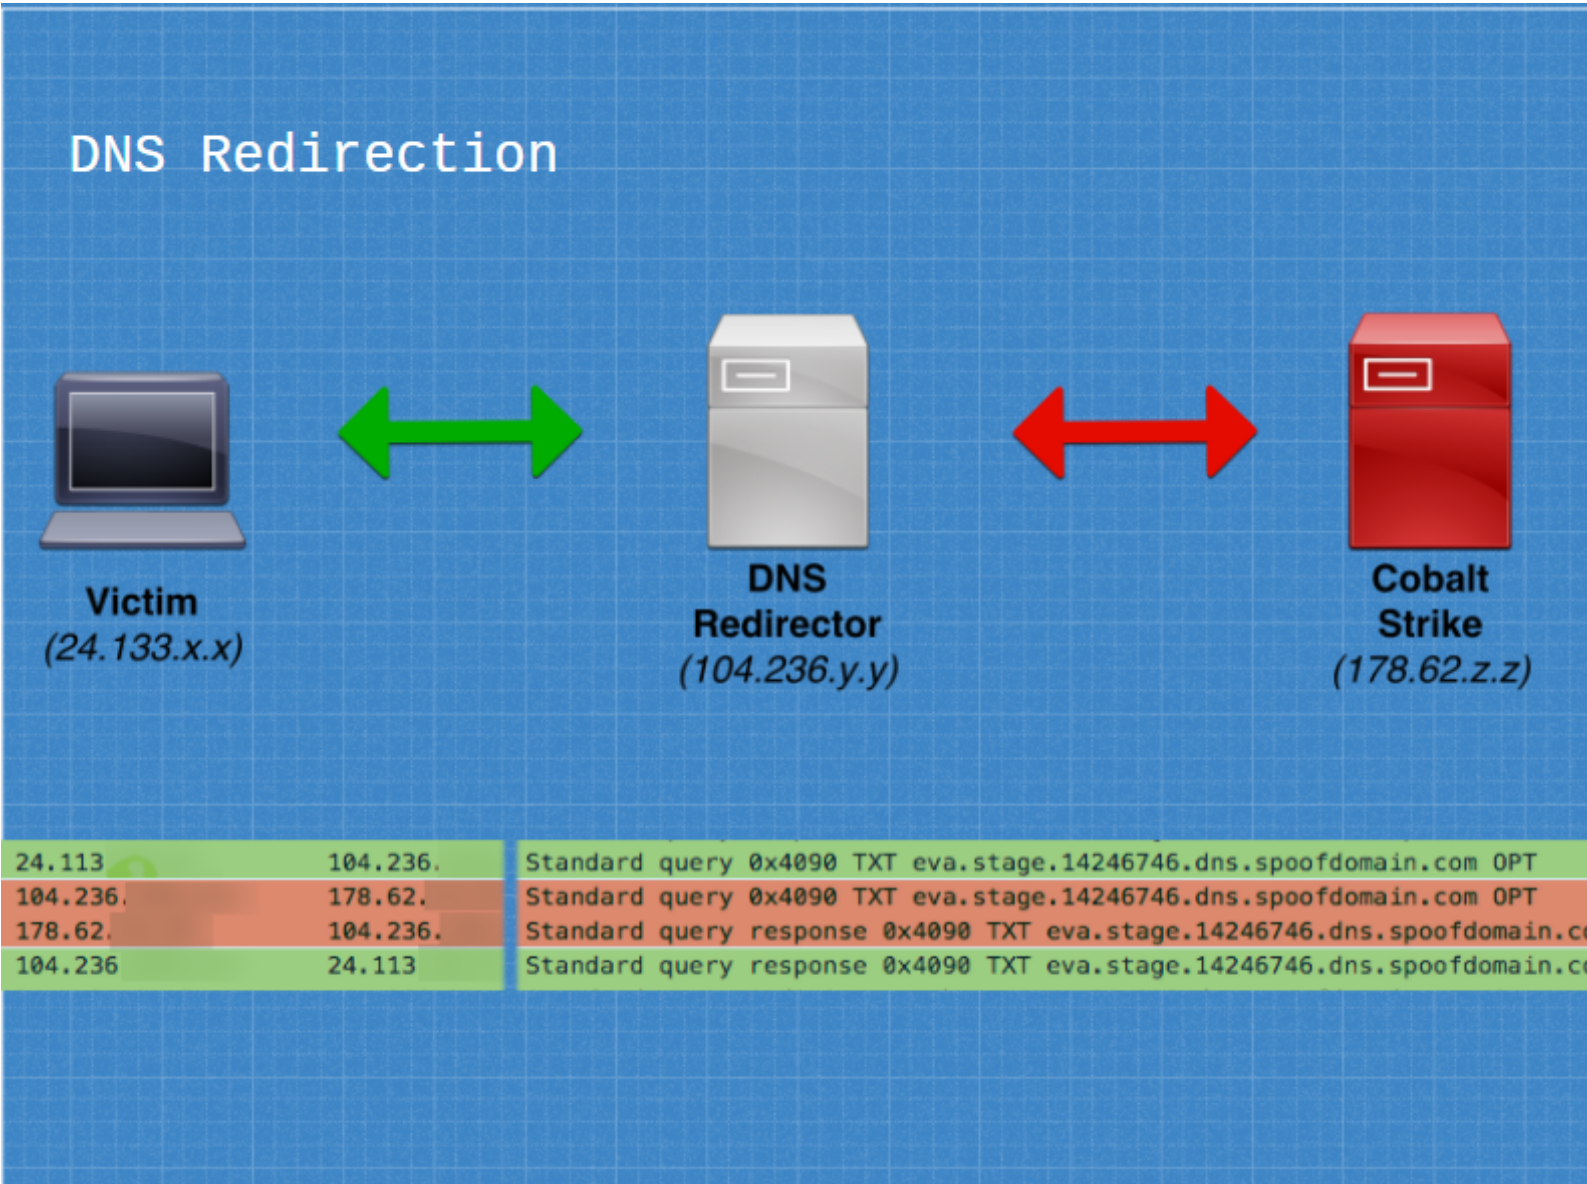 DNS Redirection
Victim
(24.133.x.x)
DNS
Redirector
(104.236.y.y)
Cobalt
Strike
(178.62.z.z)
24.113 104.236. Standard query 0x4090 TXT eva.stage.14246746.dns.spoofdomain.com OPT
104.236. 178.62. Standard query 0x4090 TXT eva.stage.14246746.dns.spoofdomain.com OPT
178.62. 104.236. Standard query response 0x4090 TXT eva.stage.14246746.dns.spoofdomain.c
104.236 24.113 Standard query response 0x4090 TXT eva.stage.14246746.dns.spoofdomain.c